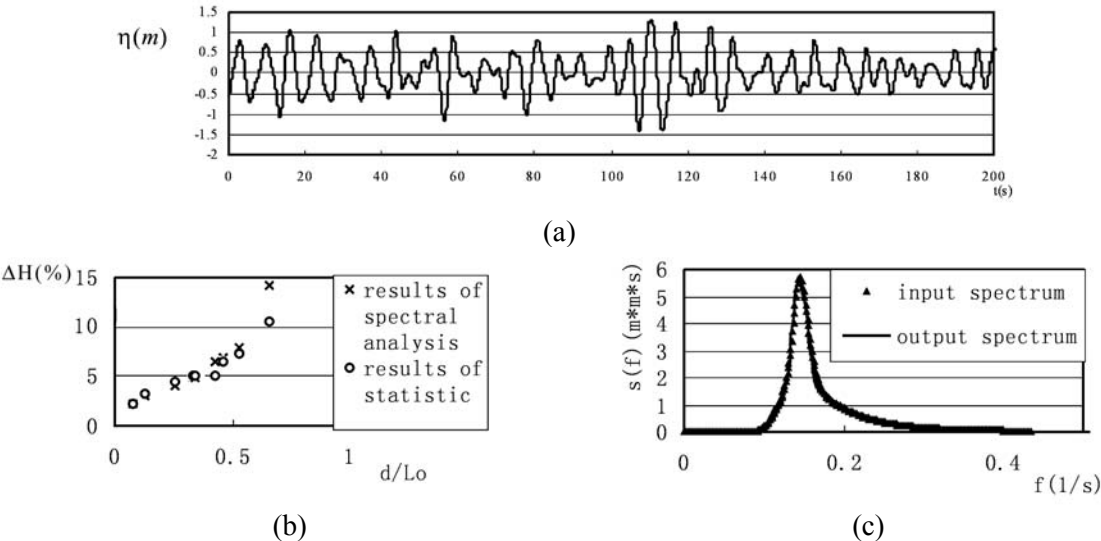 η(m)
1.5
1
0.5
0
-0.5
-1
-1.5
-2
0 20 40 60 80 100 120 140 160 180 200
t(s)
(a)
ΔH(%)
15
10
5
0
0 0.5 1
d/Lo
× results of
spectral
analysis
o results of
statistic
(b)
s(f)(m*m*s)
6
5
4
3
2
1
0
0 0.2 0.4
f(1/s)
▲ input spectrum
output spectrum
(c)